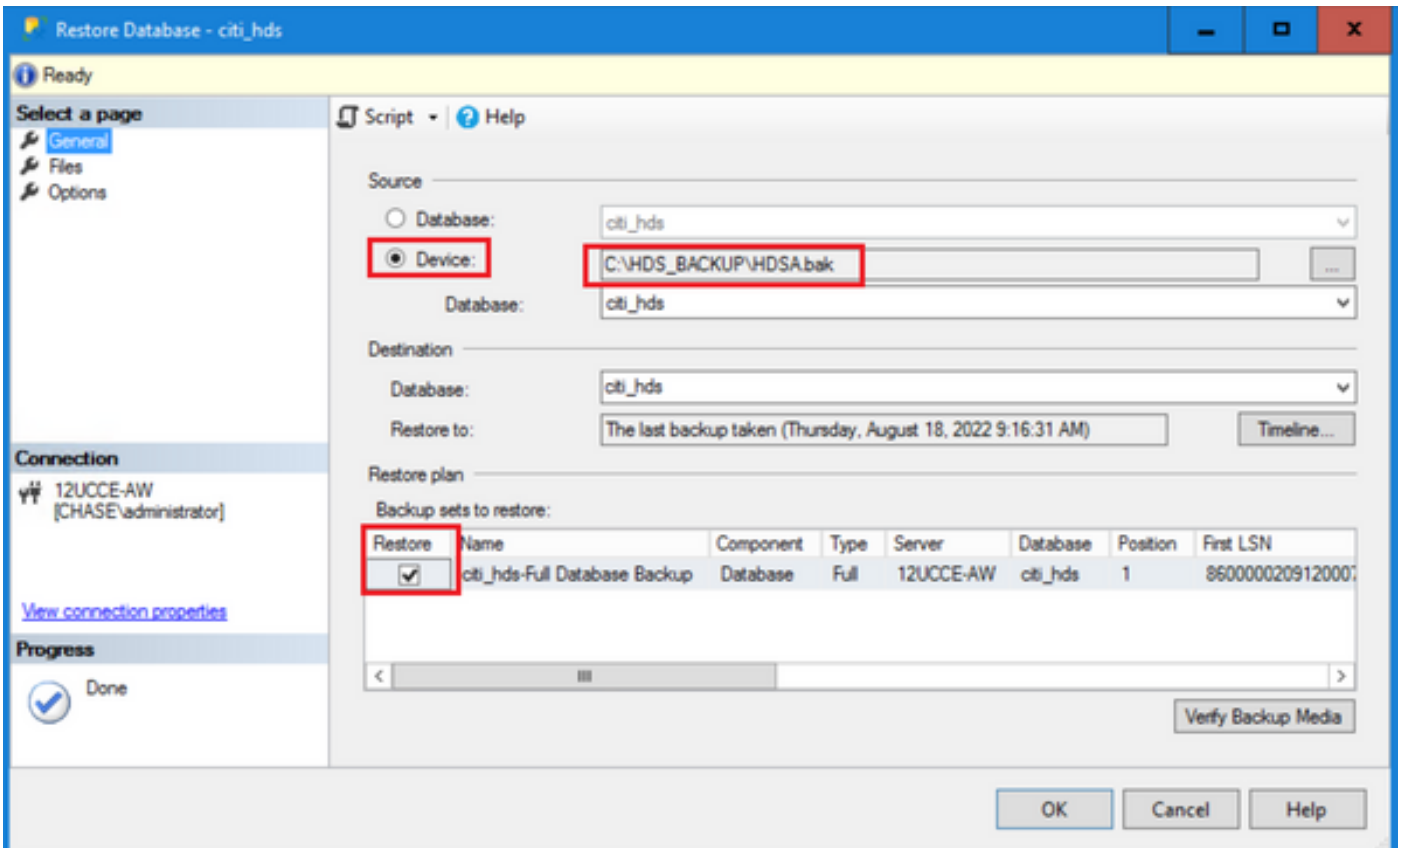 Restore Database - citi_hds
Ready
Select a page
General
Files
Options
Script
Help
Source
Database:
citi_hds
Device:
C:\HDS_BACKUP\HDSA.bak
...
Database:
citi_hds
Destination
Database:
citi_hds
Restore to:
The last backup taken (Thursday, August 18, 2022 9:16:31 AM)
Timeline...
Restore plan
Backup sets to restore:
Restore Name Component Type Server Database Position First LSN
citi_hds-Full Database Backup Database Full 12UCCE-AW citi_hds 1 8600000209120007
Verify Backup Media
Connection
12UCCE-AW
[CHASE\administrator]
View connection properties
Progress
Done
OK
Cancel
Help